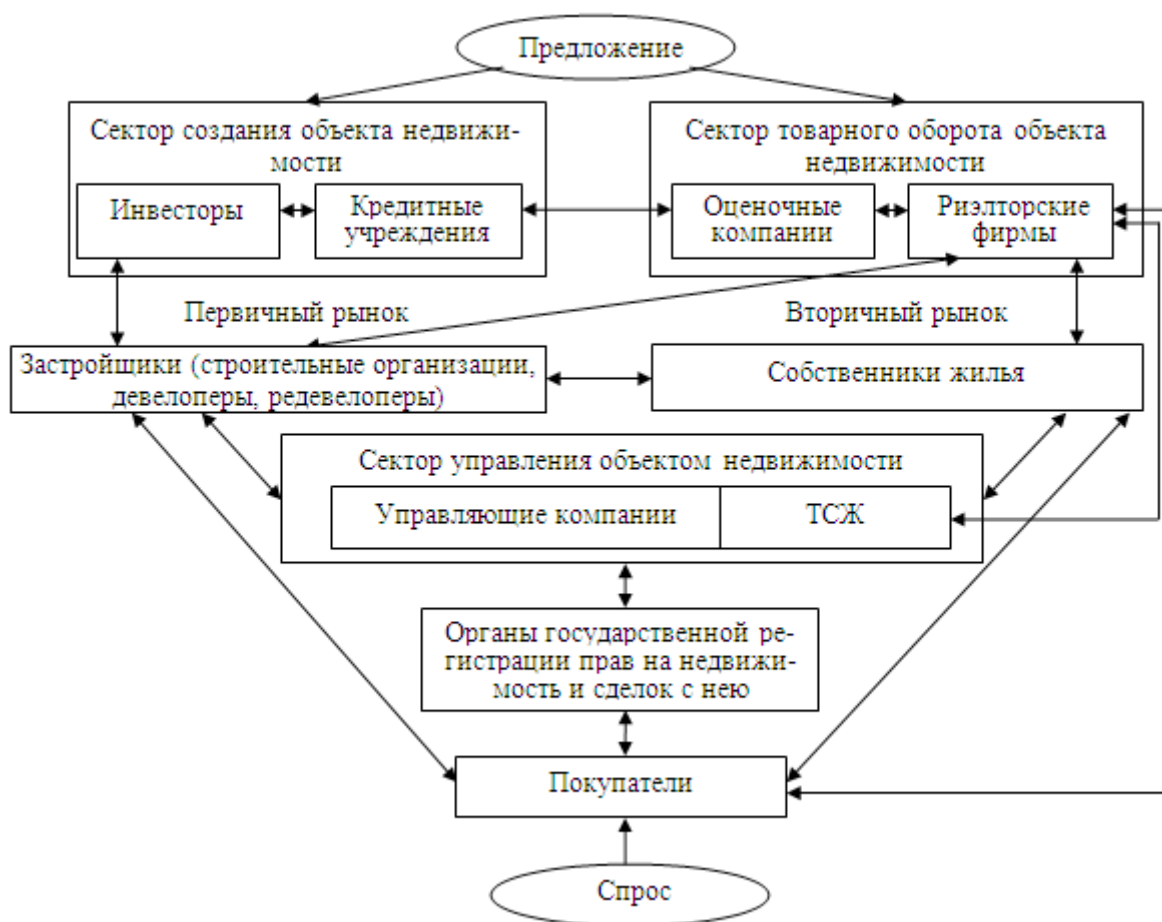 Предложение
Сектор создания объекта недвижи-
мости
Инвесторы
Кредитные
учреждения
Сектор товарного оборота объекта
недвижимости
Оценочные
компании
Риэлторские
фирмы
Первичный рынок
Вторичный рынок
Застройщики (строительные организации,
девелоперы, редевелоперы)
Собственники жилья
Сектор управления объектом недвижимости
Управляющие компании
ТСЖ
Органы государственной ре-
гистрации прав на недвижи-
мость и сделок с нею
Покупатели
Спрос